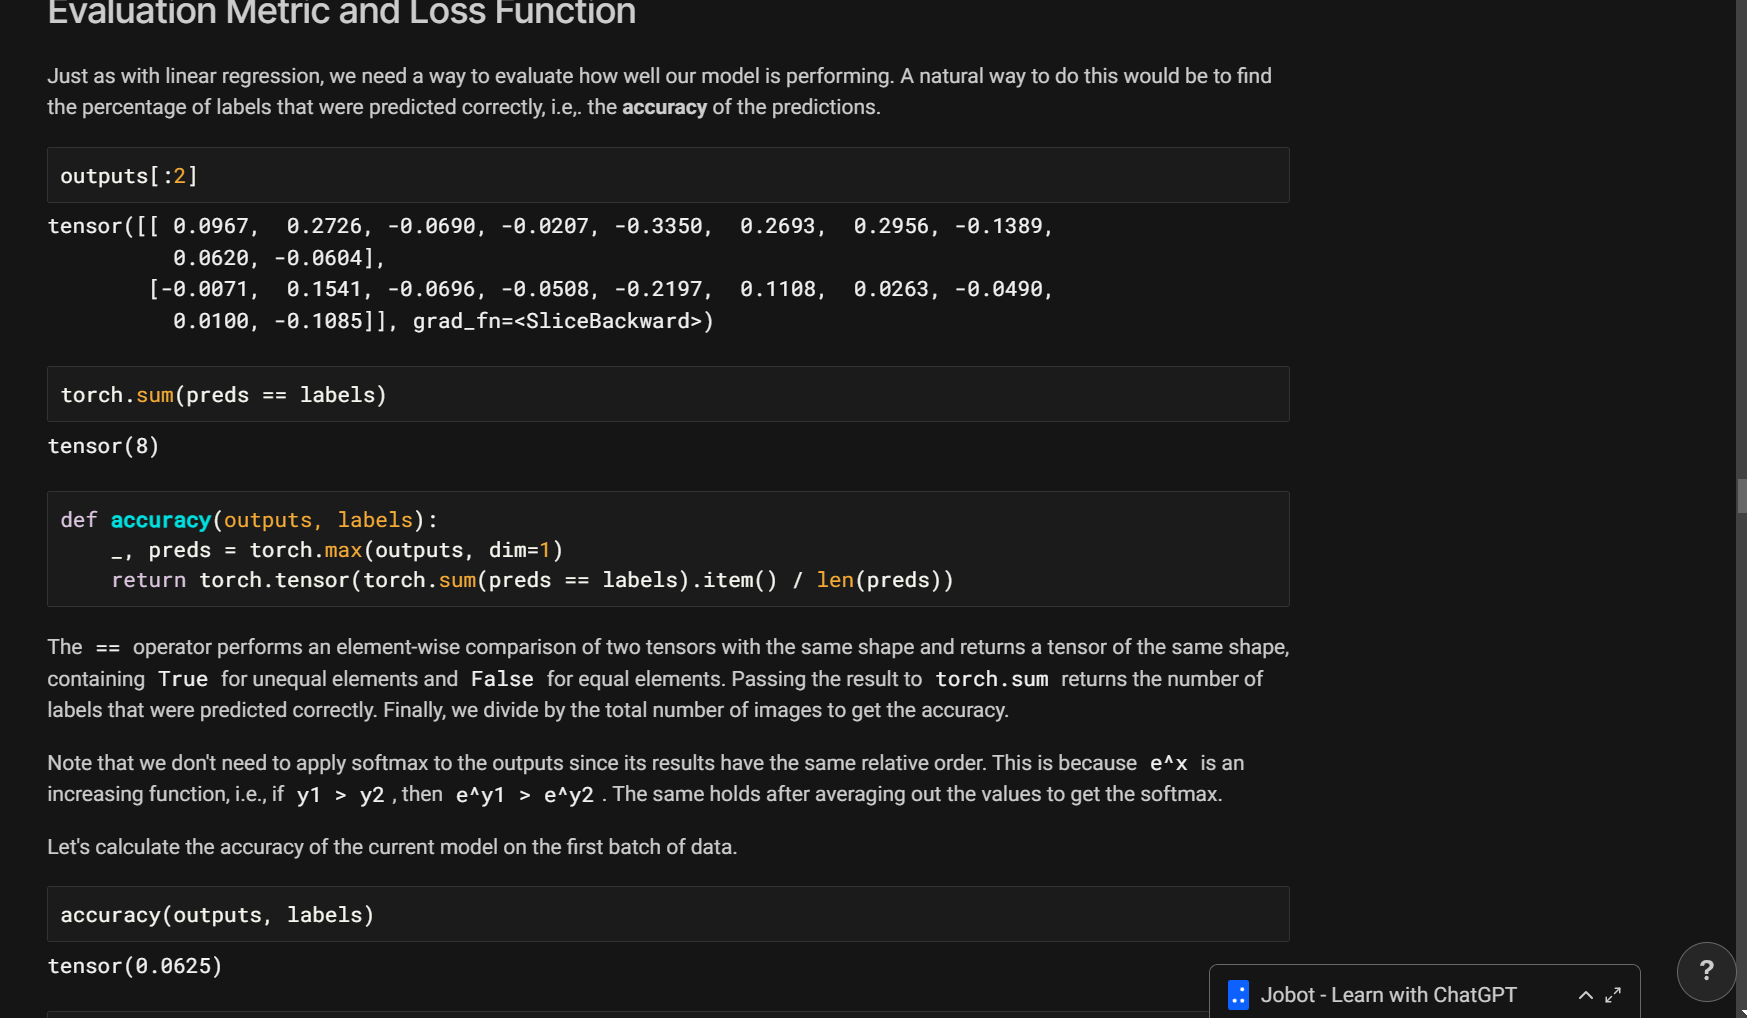 Evaluation Metric and Loss Function
Just as with linear regression, we need a way to evaluate how well our model is performing. A natural way to do this would be to find
the percentage of labels that were predicted correctly, i.e,. the accuracy of the predictions.
outputs[:2]
tensor([[ 0.0967,  0.2726, -0.0690, -0.0207, -0.3350,  0.2693,  0.2956, -0.1389,
          0.0620, -0.0604],
        [-0.0071,  0.1541, -0.0696, -0.0508, -0.2197,  0.1108,  0.0263, -0.0490,
          0.0100, -0.1085]], grad_fn=<SliceBackward>)
torch.sum(preds == labels)
tensor(8)
def accuracy(outputs, labels):
    _, preds = torch.max(outputs, dim=1)
    return torch.tensor(torch.sum(preds == labels).item() / len(preds))
The == operator performs an element-wise comparison of two tensors with the same shape and returns a tensor of the same shape,
containing True for unequal elements and False for equal elements. Passing the result to torch.sum returns the number of
labels that were predicted correctly. Finally, we divide by the total number of images to get the accuracy.
Note that we don't need to apply softmax to the outputs since its results have the same relative order. This is because e^x is an
increasing function, i.e., if y1 > y2 , then e^y1 > e^y2 . The same holds after averaging out the values to get the softmax.
Let's calculate the accuracy of the current model on the first batch of data.
accuracy(outputs, labels)
tensor(0.0625)
?
Jobot - Learn with ChatGPT